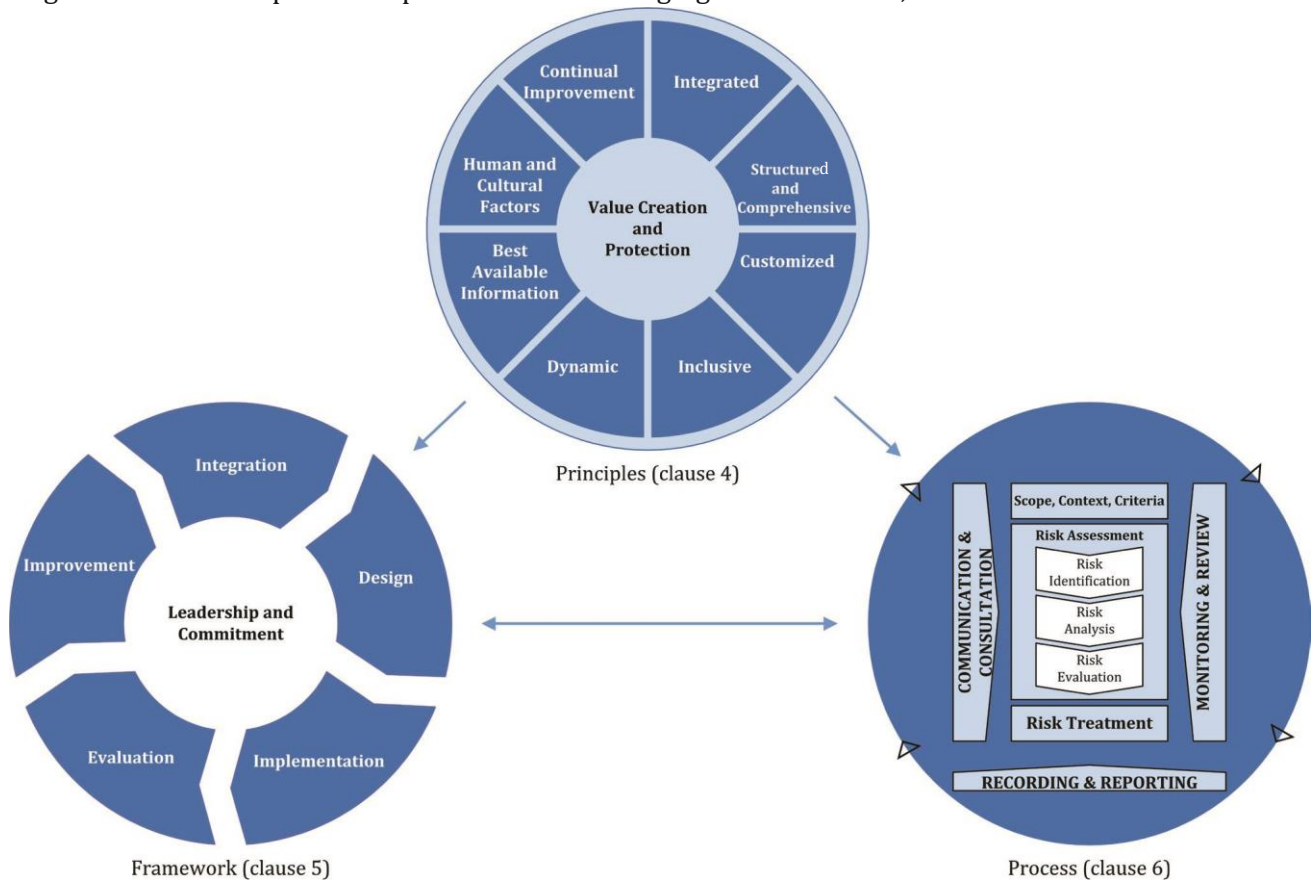 Continual
Improvement
Integrated
Human and
Cultural
Factors
Structured
and
Comprehensive
Value Creation
and
Protection
Best
Available
Information
Customized
Dynamic
Inclusive
Principles (clause 4)
Integration
Improvement
Design
Leadership and
Commitment
Evaluation
Implementation
Framework (clause 5)
COMMUNICATION &
CONSULTATION
Scope, Context, Criteria
Risk Assessment
Risk
Identification
Risk
Analysis
Risk
Evaluation
Risk Treatment
MONITORING & REVIEW
RECORDING & REPORTING
Process (clause 6)